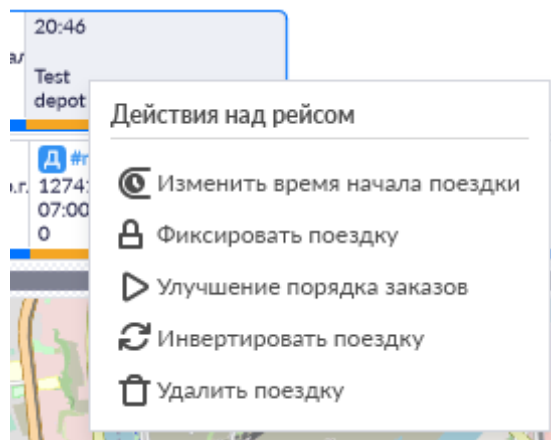 20:46
Test
depot
Действия над рейсом
Д
12741
07:00
0
Изменить время начала поездки
Фиксировать поездку
Улучшение порядка заказов
Инвертировать поездку
Удалить поездку